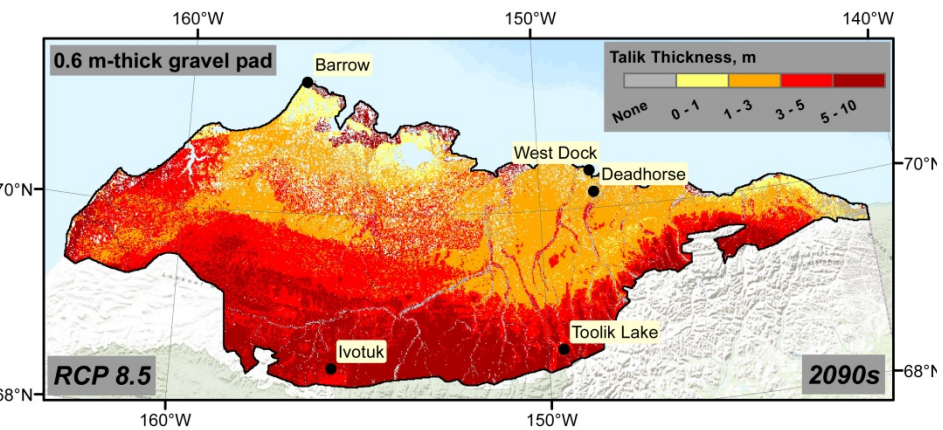 160°W 150°W 140°W
0.6 m-thick gravel pad
Talik Thickness, m
None 0 - 1 1 - 3 3 - 5 5 - 10
Barrow
West Dock
Deadhorse
70°N 70°N
Toolik Lake
Ivotuk
RCP 8.5 2090s
68°N 68°N
160°W 150°W